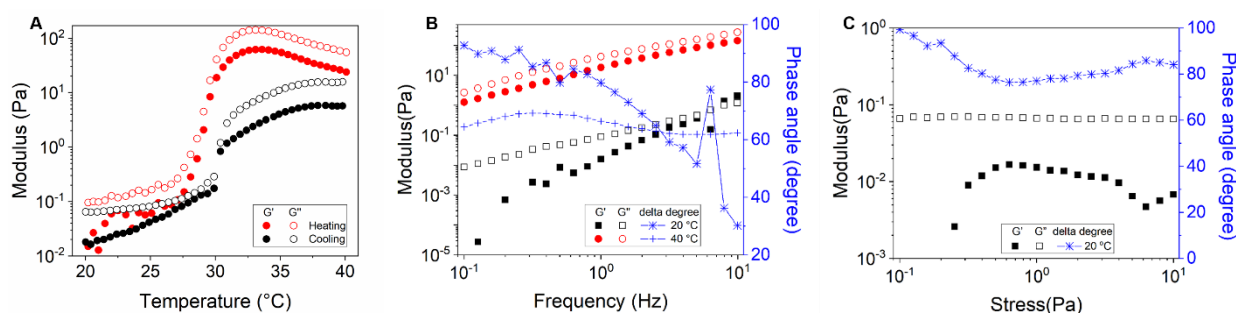 A
10²
10¹
10⁰
10⁻¹
10⁻²
Modulus (Pa)
20
25
30
35
40
Temperature (°C)
G' G"
Heating
Cooling
B
10¹
10⁻¹
10⁻³
10⁻⁵
Modulus(Pa)
10⁻¹
10⁰
10¹
Frequency (Hz)
G' G" delta degree
20 °C
40 °C
100
80
60
40
20
Phase angle (degree)
C
10⁰
10⁻¹
10⁻²
10⁻³
Modulus(Pa)
10⁻¹
10⁰
10¹
Stress(Pa)
G' G" delta degree
20 °C
100
80
60
40
20
0
Phase angle (degree)